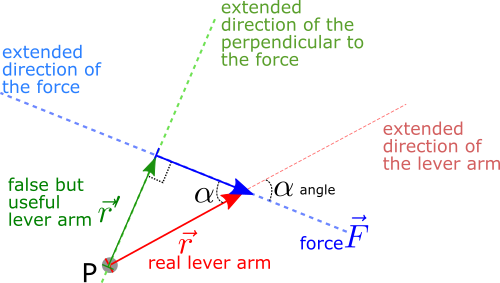 extended
direction of the
perpendicular to
the force
extended
direction of
the force
extended
direction of
the lever arm
false but
useful
lever arm r⃗′
α
α angle
r⃗
real lever arm
force F⃗
P